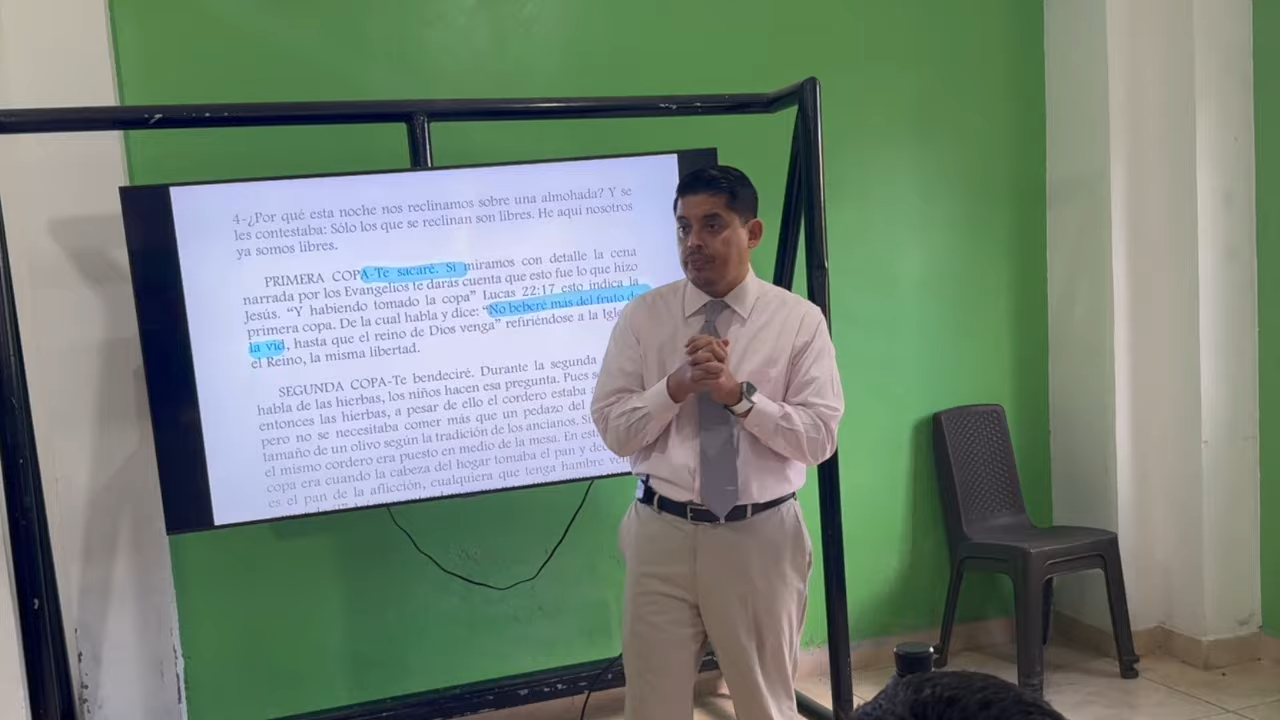 4-¿Por qué esta noche nos reclinamos sobre una almohada? Y se
les contestaba: Sólo los que se reclinan son libres. He aquí nosotros
ya somos libres.
PRIMERA COPA-Te sacaré. Si miramos con detalle la cena
narrada por los Evangelios te darás cuenta que esto fue lo que hizo
Jesús. “Y habiendo tomado la copa” Lucas 22:17 esto indica la
primera copa. De la cual habla y dice: “No beberé más del fruto de
la vid, hasta que el reino de Dios venga” refiriéndose a la
el Reino, la misma libertad.
SEGUNDA COPA-Te bendeciré. Durante la segunda
habla de las hierbas, los niños hacen esa pregunta. Pues
entonces las hierbas, a pesar de ello el cordero estaba
pero no se necesitaba comer más que un pedazo del
tamaño de un olivo según la tradición de los ancianos.
el mismo cordero era puesto en medio de la mesa. En
copa era cuando la cabeza del hogar tomaba el pan y
es el pan de la aflicción, cualquiera que tenga hambre